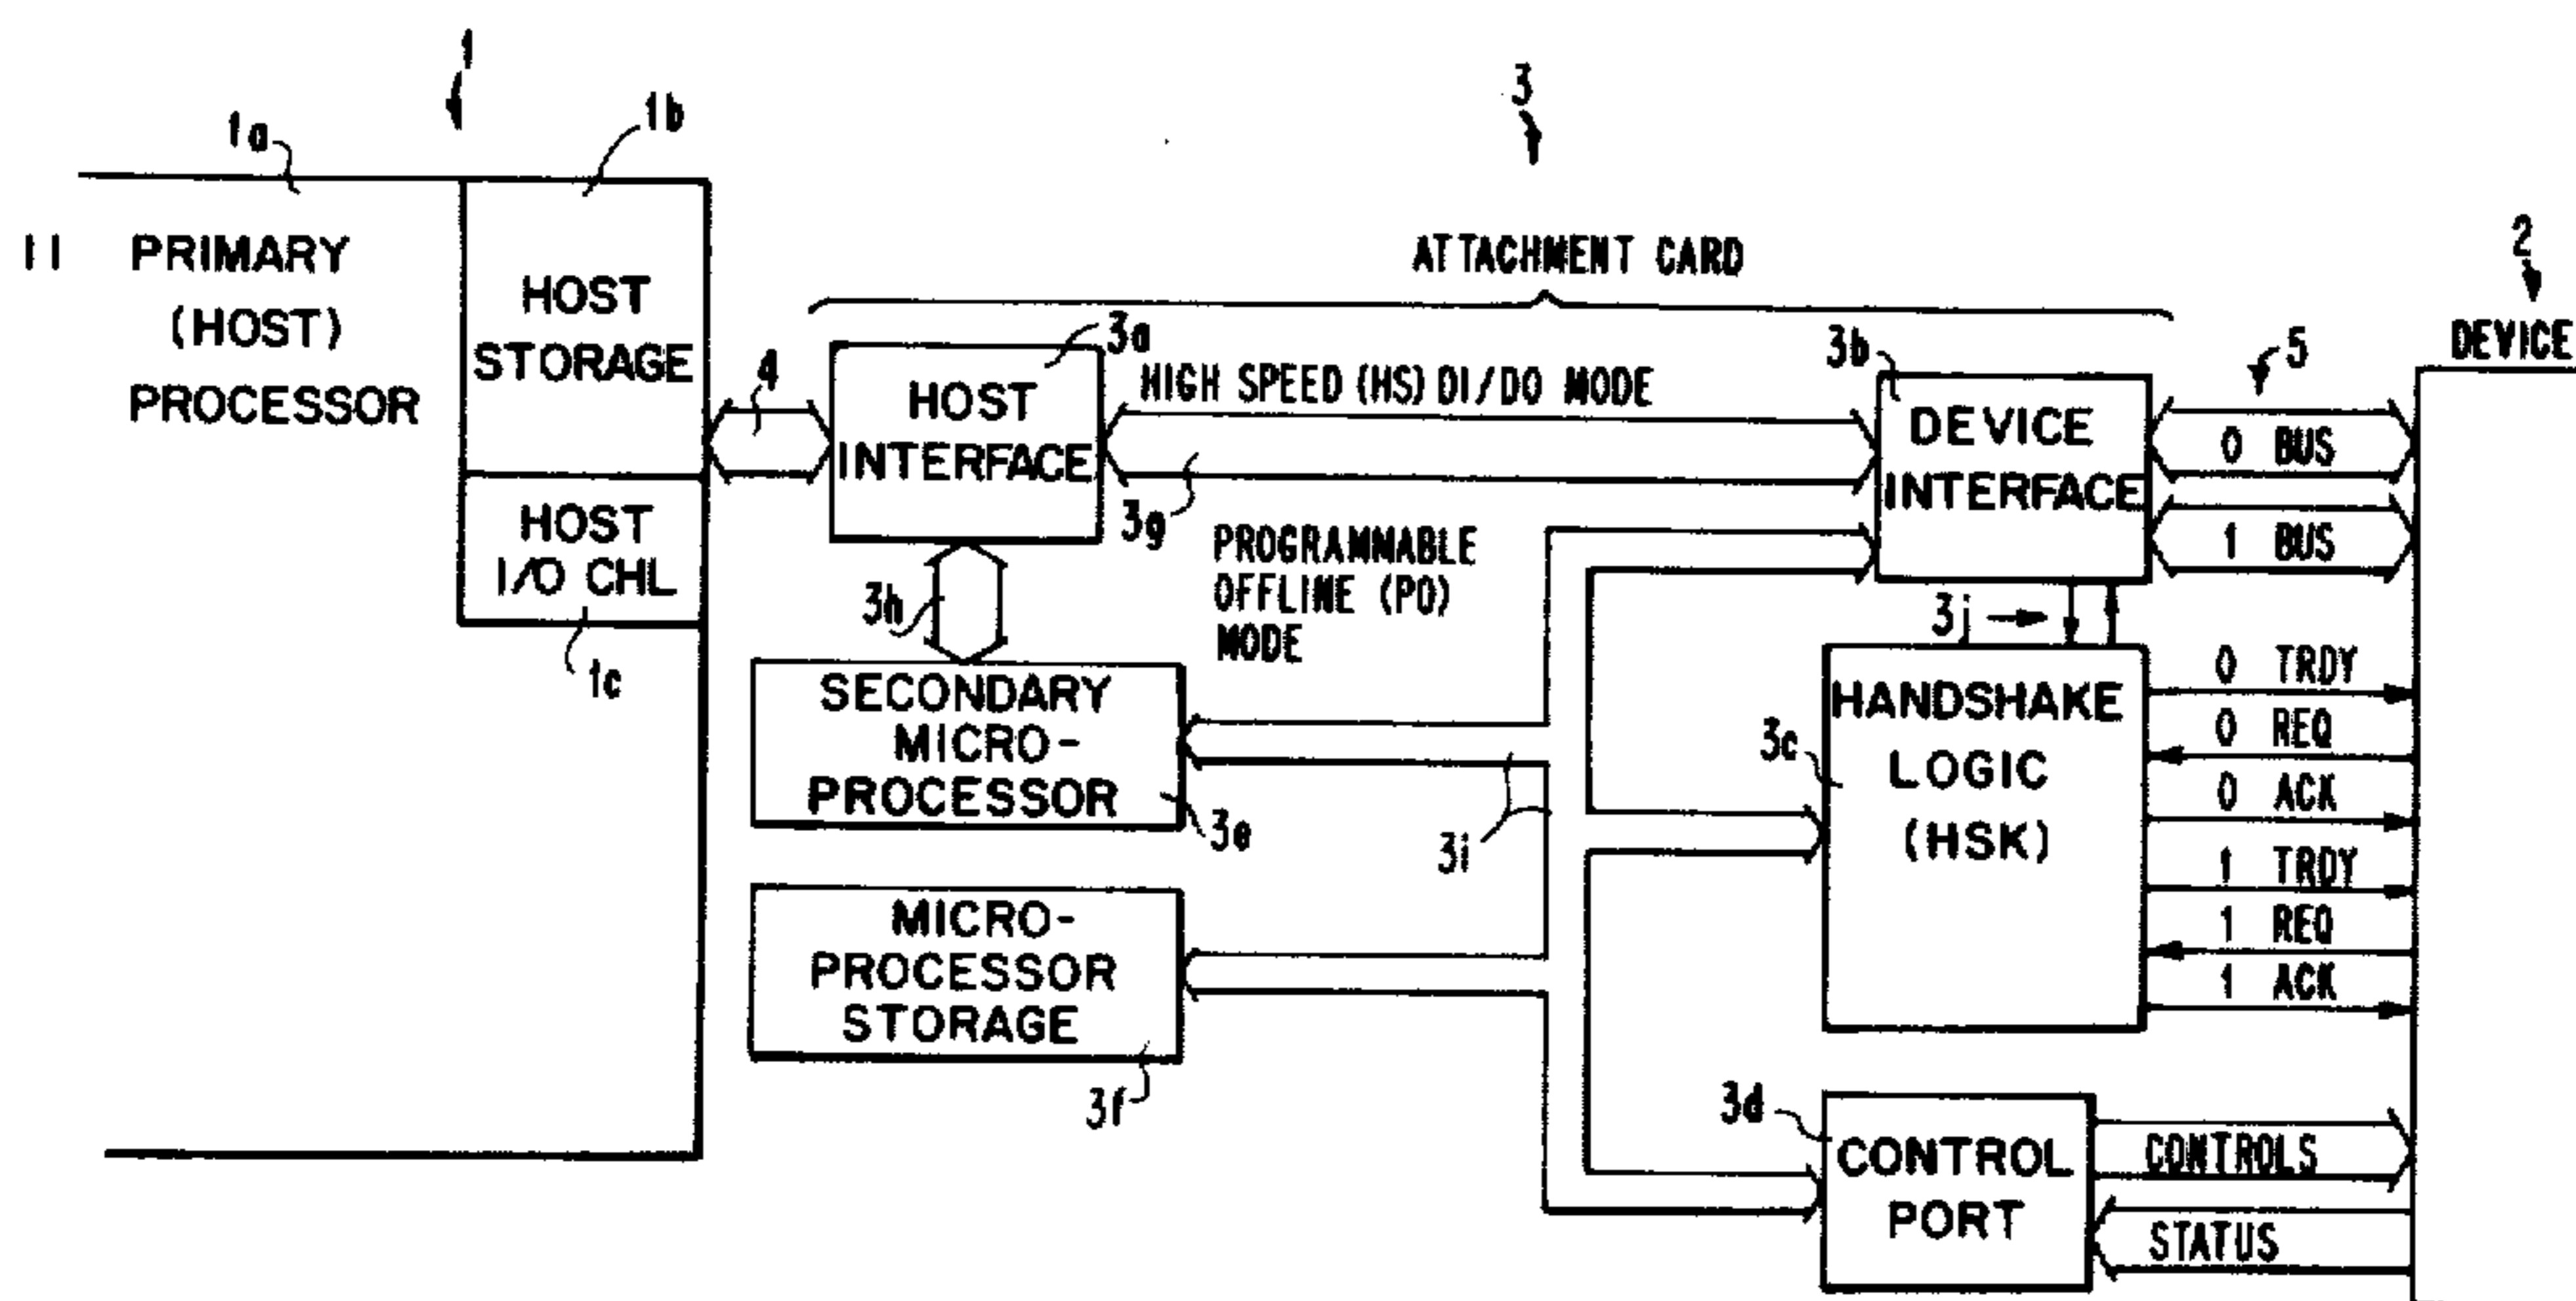 1
3
1a
1b
ATTACHMENT CARD
2
DEVICE
II PRIMARY
(HOST)
PROCESSOR
HOST
STORAGE
HOST
I/O CHL
1c
4
3a
HOST
INTERFACE
HIGH SPEED (HS) DI/DO MODE
3g
3b
DEVICE
INTERFACE
5
0 BUS
1 BUS
3h
PROGRAMMABLE
OFFLINE (PO)
MODE
3j
SECONDARY
MICRO-
PROCESSOR
3e
3i
3c
HANDSHAKE
LOGIC
(HSK)
0 TRDY
0 REQ
0 ACK
1 TRDY
1 REQ
1 ACK
MICRO-
PROCESSOR
STORAGE
3f
3d
CONTROL
PORT
CONTROLS
STATUS